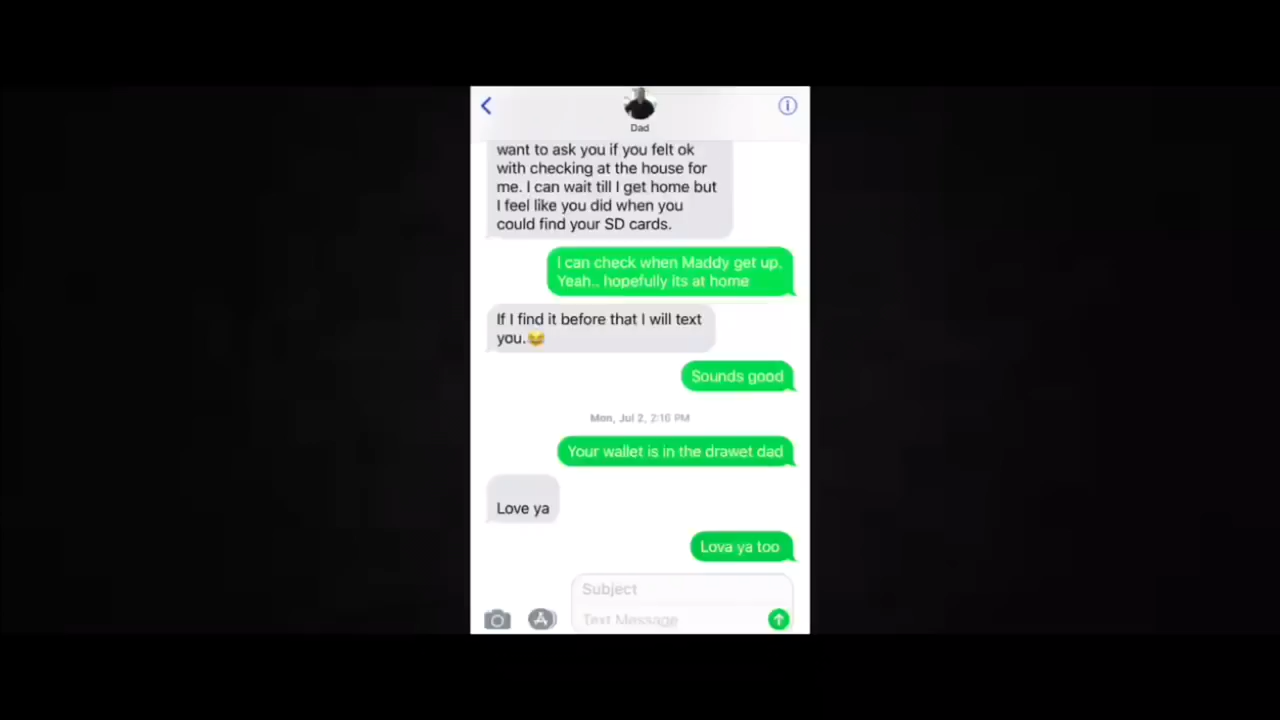 Dad
want to ask you if you felt ok
with checking at the house for
me. I can wait till I get home but
I feel like you did when you
could find your SD cards.
I can check when Maddy get up.
Yeah.. hopefully its at home
If I find it before that I will text
you.😂
Sounds good
Mon, Jul 2, 2:16 PM
Your wallet is in the drawet dad
Love ya
Lova ya too
Subject
Text Message